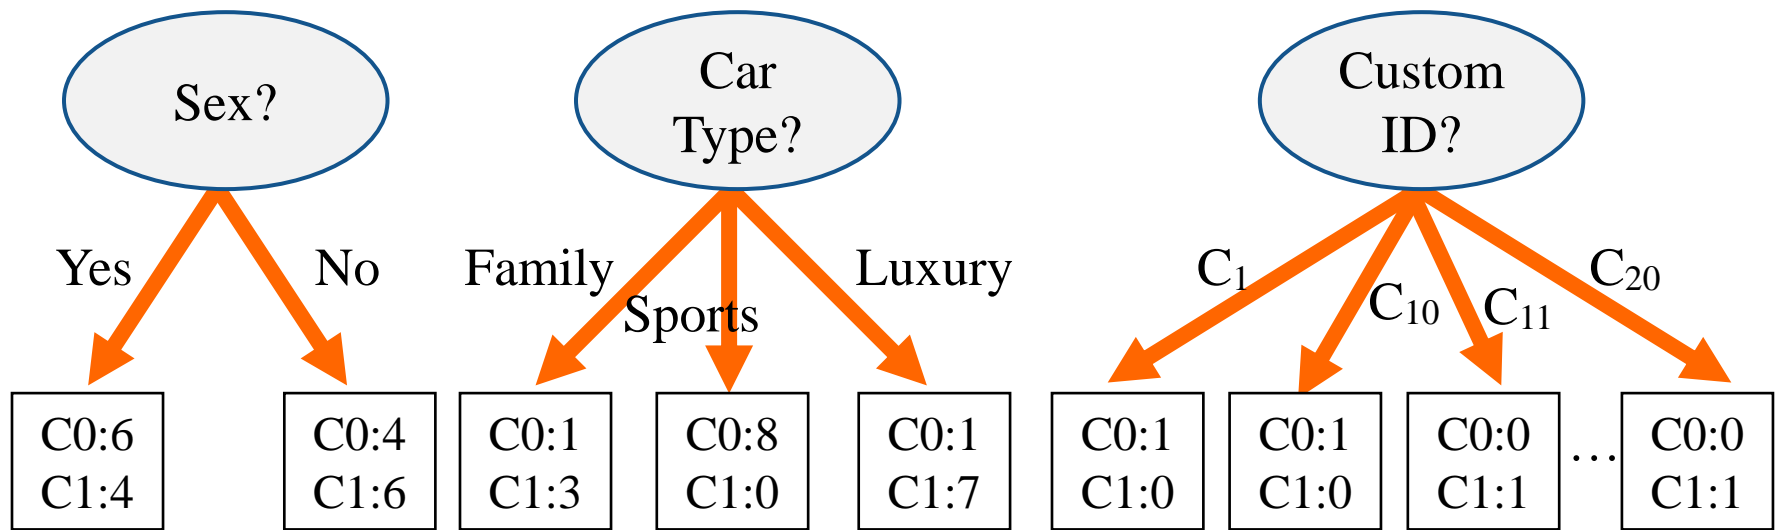 Sex?
Yes
No
C0:6
C1:4
C0:4
C1:6
Car
Type?
Family
Sports
Luxury
C0:1
C1:3
C0:8
C1:0
C0:1
C1:7
Custom
ID?
C₁
C₁₀
C₁₁
C₂₀
C0:1
C1:0
C0:1
C1:0
C0:0
C1:1
…
C0:0
C1:1